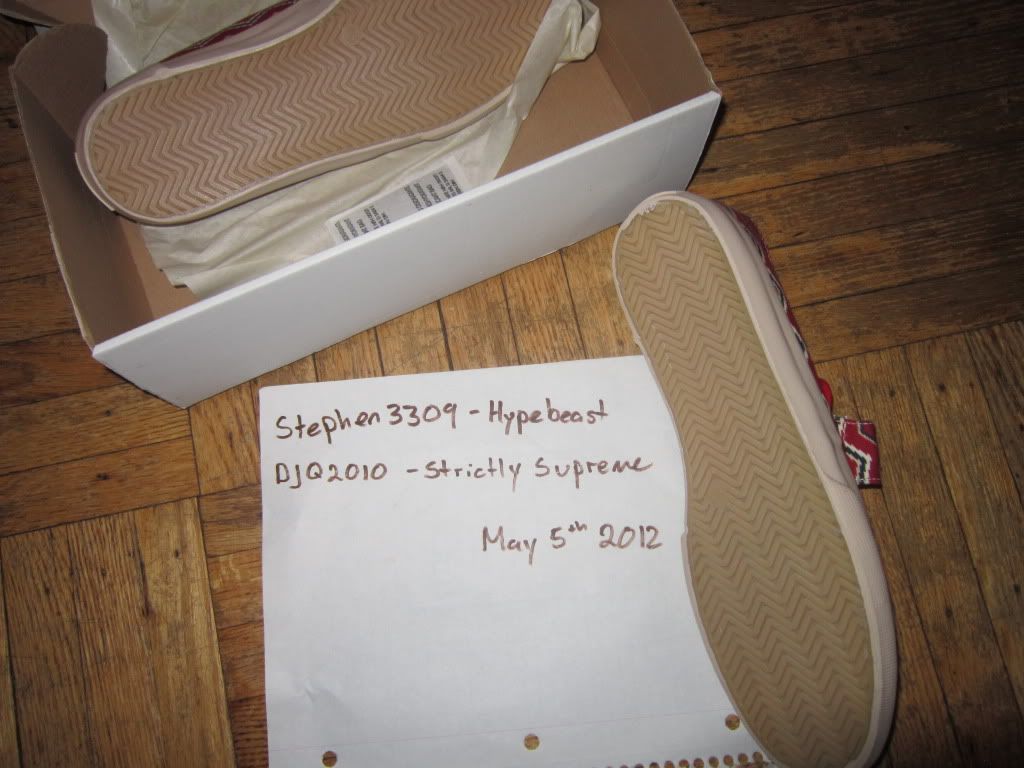 Stephen3309 - Hypebeast
DJQ2010 - Strictly Supreme
May 5th 2012